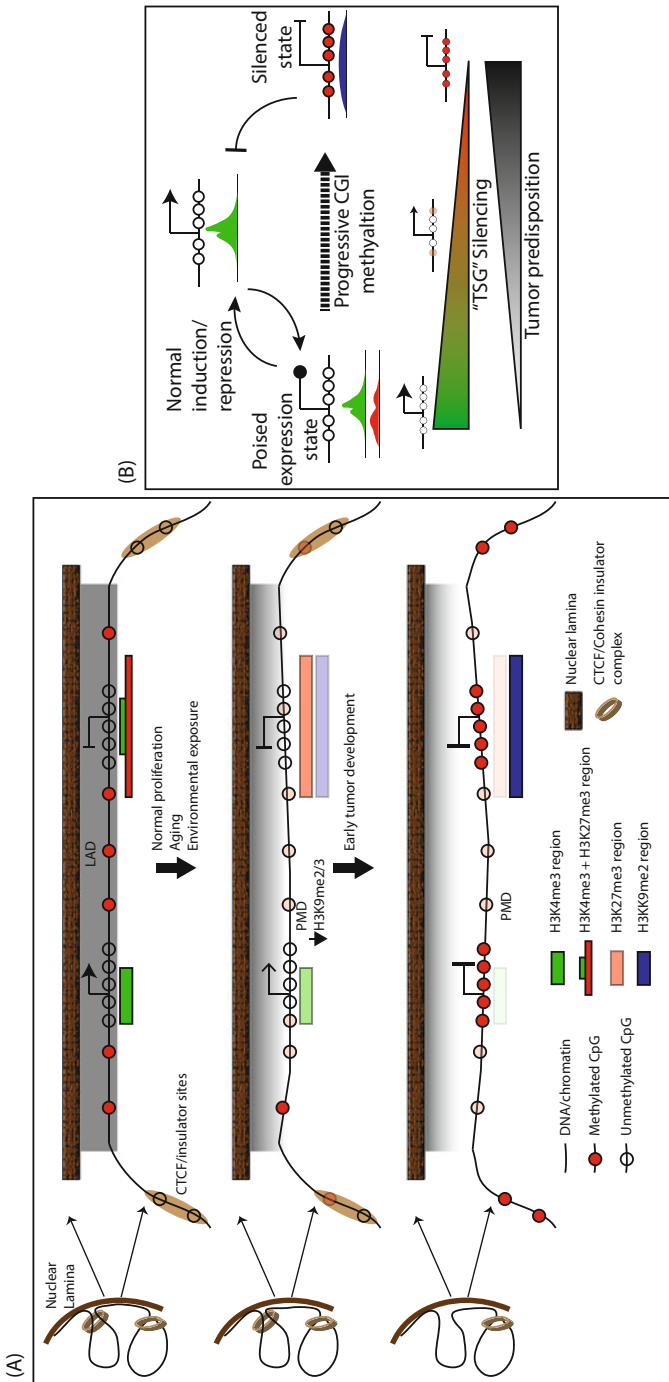 (A)
Nuclear
Lamina
LAD
CTCF/insulator sites
Normal proliferation
Aging
Environmental exposure
PMD
H3K9me2/3
Early tumor development
PMD
DNA/chromatin
Methylated CpG
Unmethylated CpG
H3K4me3 region
H3K4me3 + H3K27me3 region
H3K27me3 region
H3KK9me2 region
Nuclear lamina
CTCF/Cohesin insulator
complex
(B)
Normal
induction/
repression
Poised
expression
state
Silenced
state
Progressive CGI
methyaltion
"TSG" Silencing
Tumor predisposition